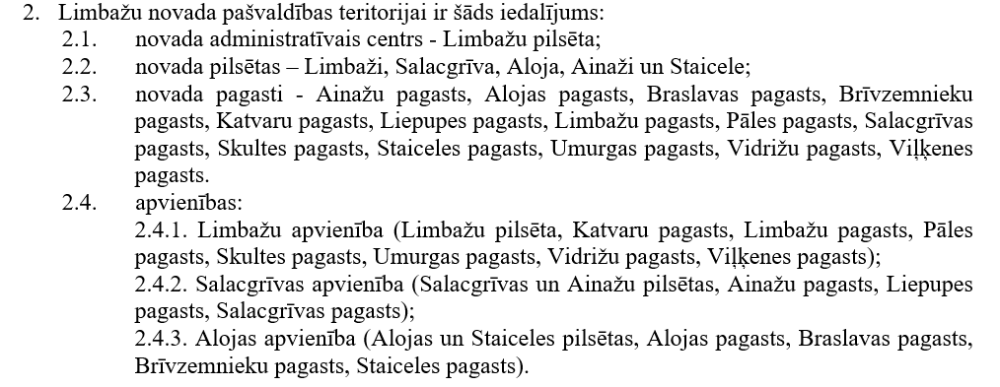 2. Limbažu novada pašvaldības teritorijai ir šāds iedalījums:
2.1. novada administratīvais centrs - Limbažu pilsēta;
2.2. novada pilsētas – Limbaži, Salacgrīva, Aloja, Ainaži un Staicele;
2.3. novada pagasti - Ainažu pagasts, Alojas pagasts, Braslavas pagasts, Brīvzemnieku
pagasts, Katvaru pagasts, Liepupes pagasts, Limbažu pagasts, Pāles pagasts, Salacgrīvas
pagasts, Skultes pagasts, Staiceles pagasts, Umurgas pagasts, Vidrižu pagasts, Viļķenes
pagasts.
2.4. apvienības:
2.4.1. Limbažu apvienība (Limbažu pilsēta, Katvaru pagasts, Limbažu pagasts, Pāles
pagasts, Skultes pagasts, Umurgas pagasts, Vidrižu pagasts, Viļķenes pagasts);
2.4.2. Salacgrīvas apvienība (Salacgrīvas un Ainažu pilsētas, Ainažu pagasts, Liepupes
pagasts, Salacgrīvas pagasts);
2.4.3. Alojas apvienība (Alojas un Staiceles pilsētas, Alojas pagasts, Braslavas pagasts,
Brīvzemnieku pagasts, Staiceles pagasts).